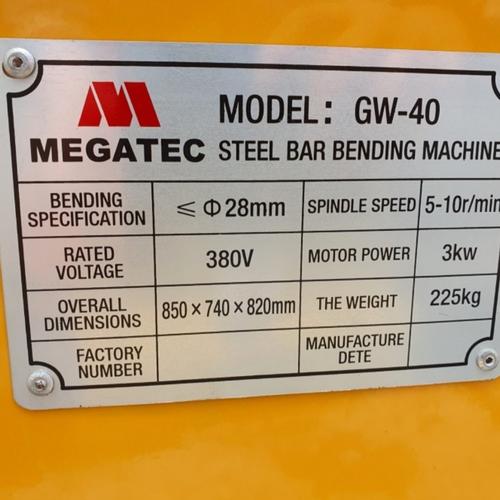 MODEL: GW-40
MEGATEC STEEL BAR BENDING MACHINE
BENDING SPECIFICATION ≤ Φ28mm SPINDLE SPEED 5-10r/min
RATED VOLTAGE 380V MOTOR POWER 3kw
OVERALL DIMENSIONS 850×740×820mm THE WEIGHT 225kg
FACTORY NUMBER MANUFACTURE DETE